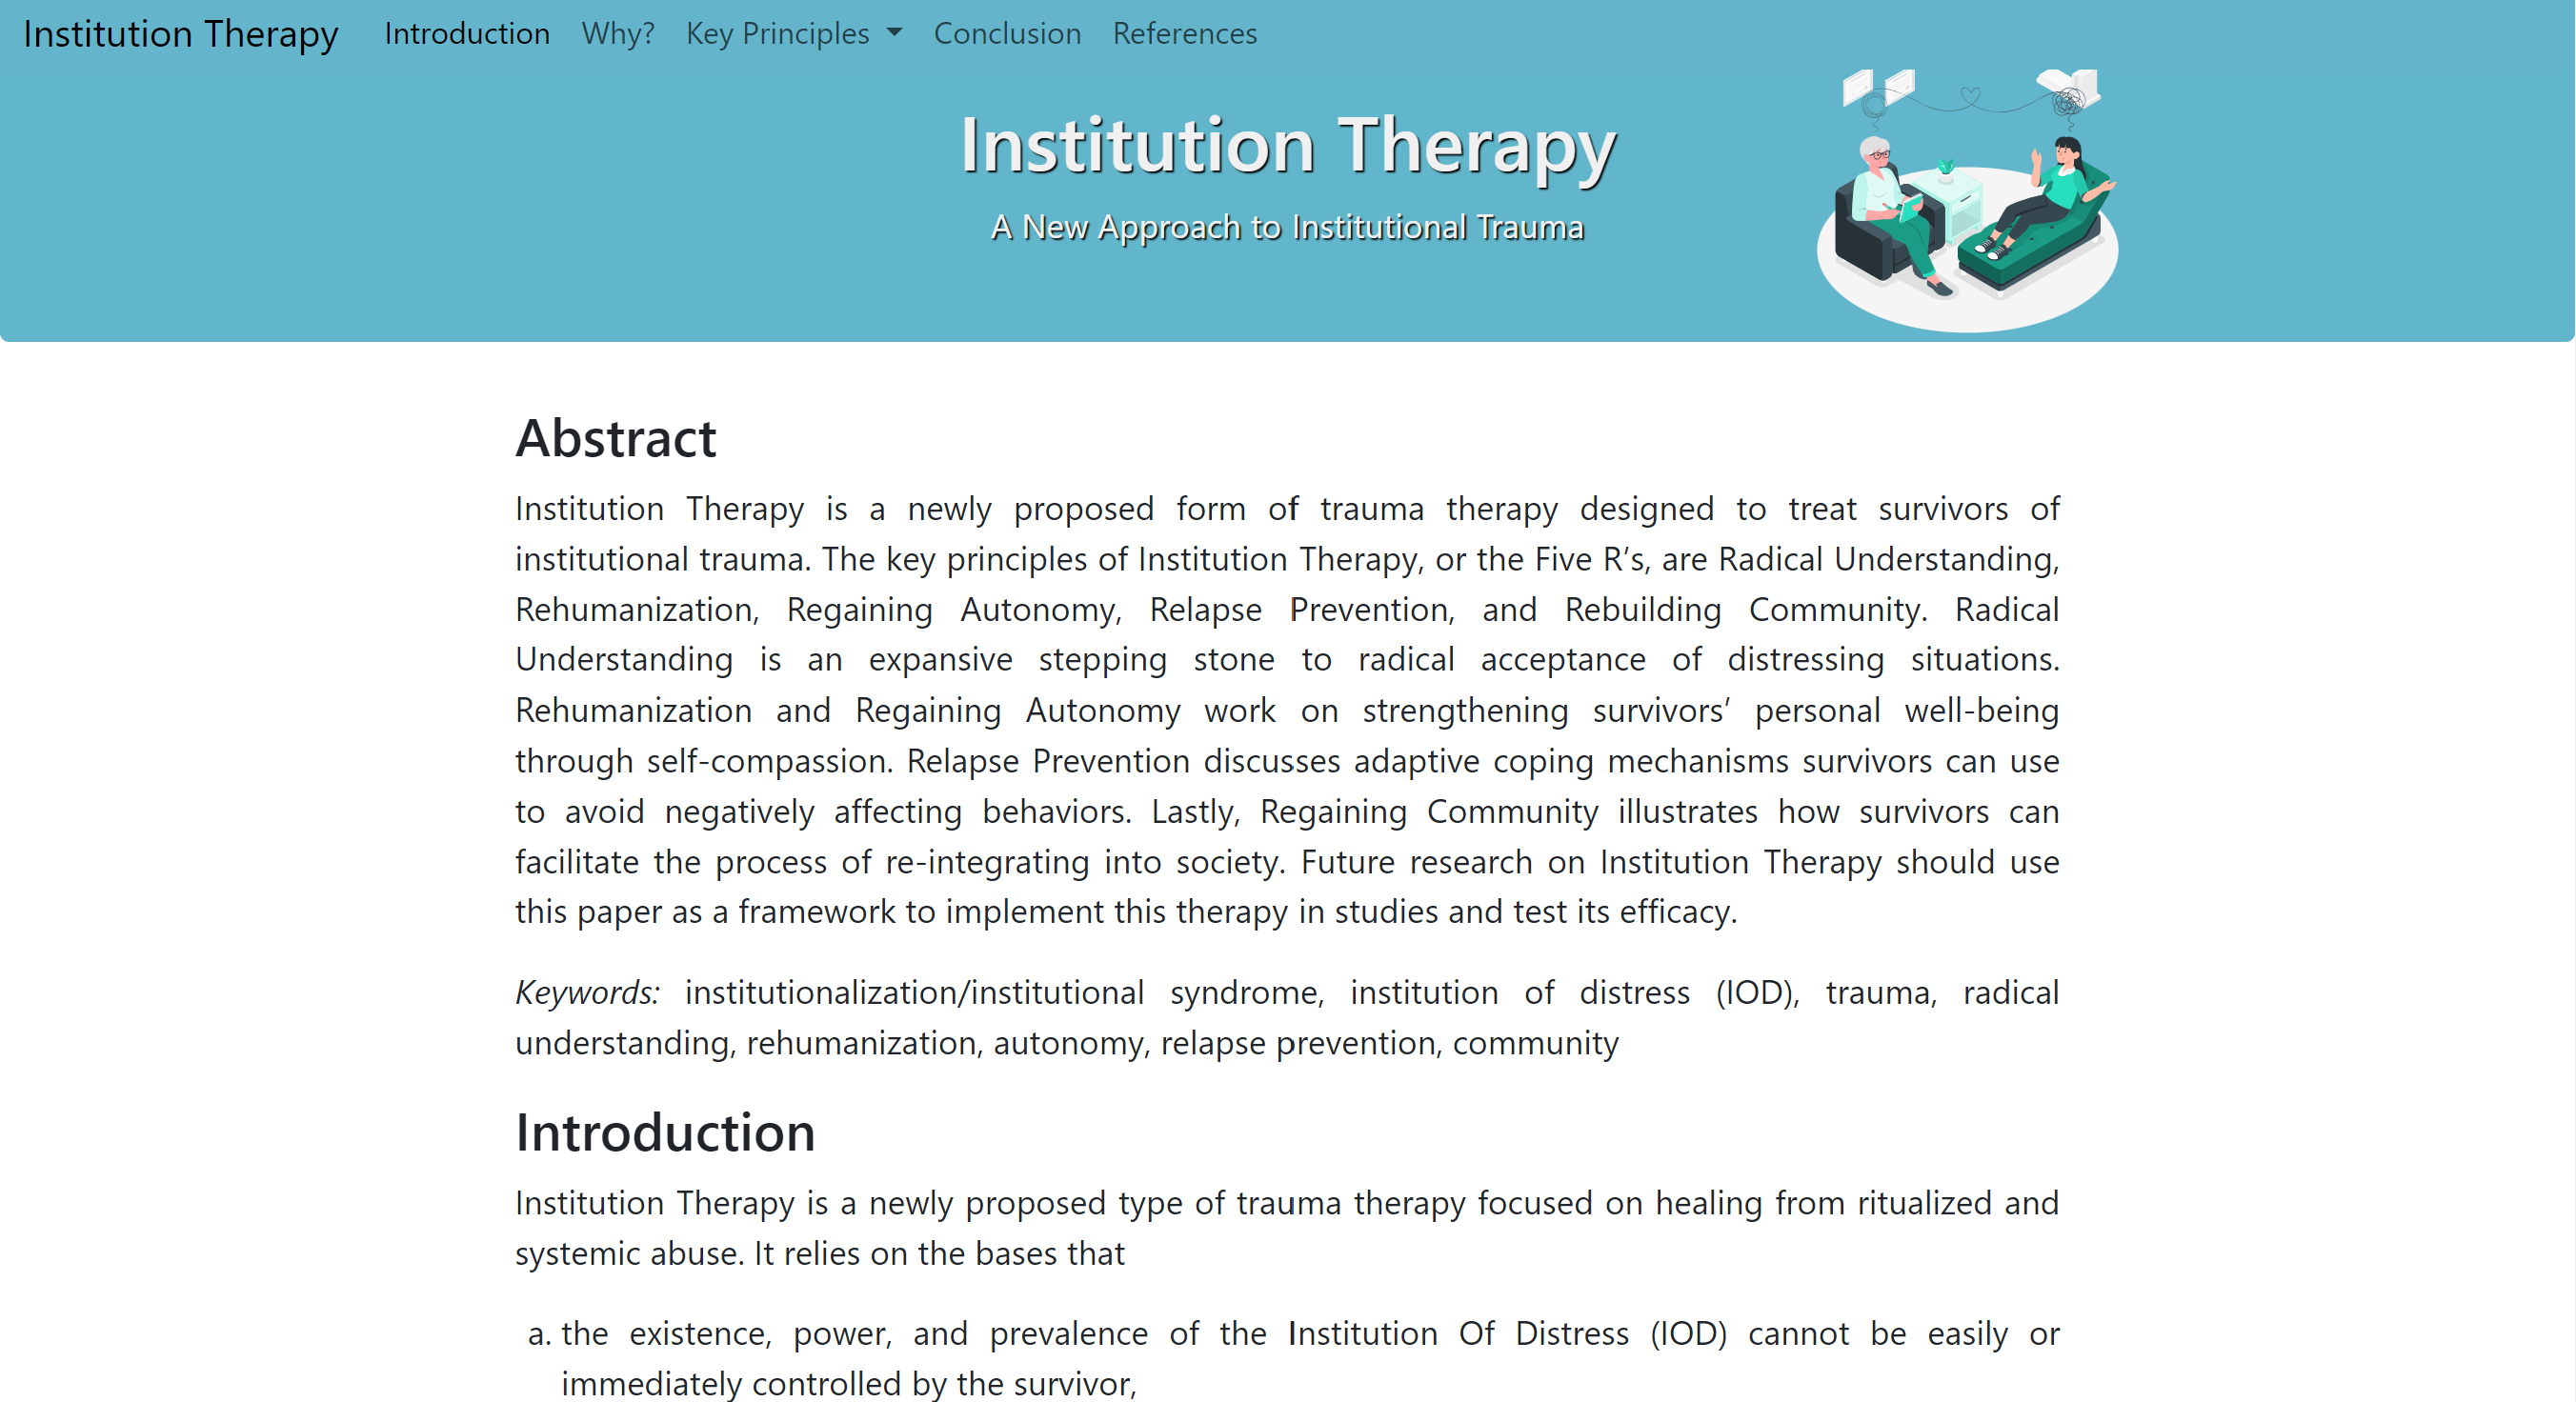 Institution Therapy Introduction Why? Key Principles Conclusion References
Institution Therapy
A New Approach to Institutional Trauma
Abstract
Institution Therapy is a newly proposed form of trauma therapy designed to treat survivors of
institutional trauma. The key principles of Institution Therapy, or the Five R’s, are Radical Understanding,
Rehumanization, Regaining Autonomy, Relapse Prevention, and Rebuilding Community. Radical
Understanding is an expansive stepping stone to radical acceptance of distressing situations.
Rehumanization and Regaining Autonomy work on strengthening survivors’ personal well-being
through self-compassion. Relapse Prevention discusses adaptive coping mechanisms survivors can use
to avoid negatively affecting behaviors. Lastly, Regaining Community illustrates how survivors can
facilitate the process of re-integrating into society. Future research on Institution Therapy should use
this paper as a framework to implement this therapy in studies and test its efficacy.
Keywords: institutionalization/institutional syndrome, institution of distress (IOD), trauma, radical
understanding, rehumanization, autonomy, relapse prevention, community
Introduction
Institution Therapy is a newly proposed type of trauma therapy focused on healing from ritualized and
systemic abuse. It relies on the bases that
a. the existence, power, and prevalence of the Institution Of Distress (IOD) cannot be easily or
immediately controlled by the survivor,